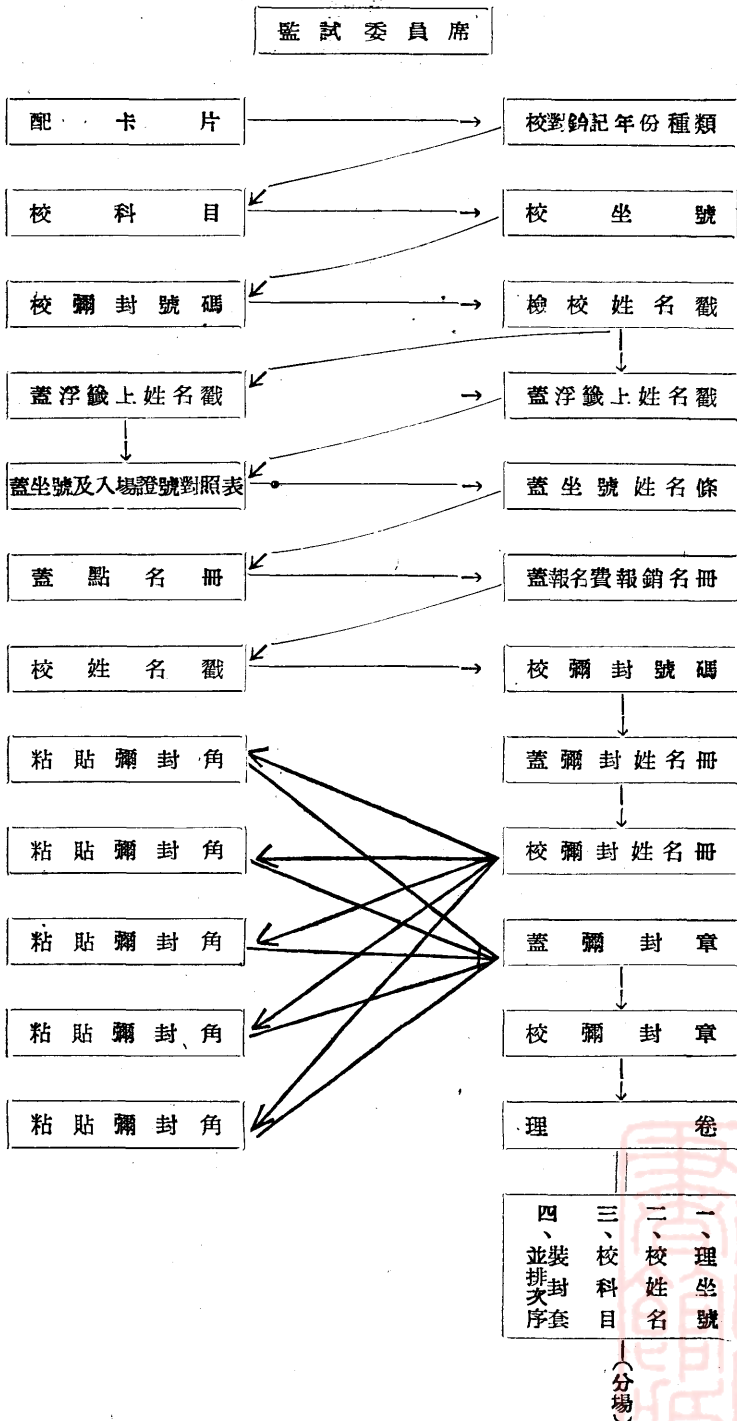 監試委員席
配卡片
校對鈐記年份種類
校科目
校坐號
校彌封號碼
檢校姓名戳
蓋浮籤上姓名戳
蓋浮籤上姓名戳
蓋坐號及入場證號對照表
蓋坐號姓名條
蓋點名冊
蓋報名費報銷名冊
校姓名戳
校彌封號碼
粘貼彌封角
蓋彌封姓名冊
粘貼彌封角
校彌封姓名冊
粘貼彌封角
蓋彌封章
粘貼彌封角
校彌封章
粘貼彌封角
理卷
一、理坐號
二、校姓名
三、校科目
四、裝封套
並排次序
(分場)